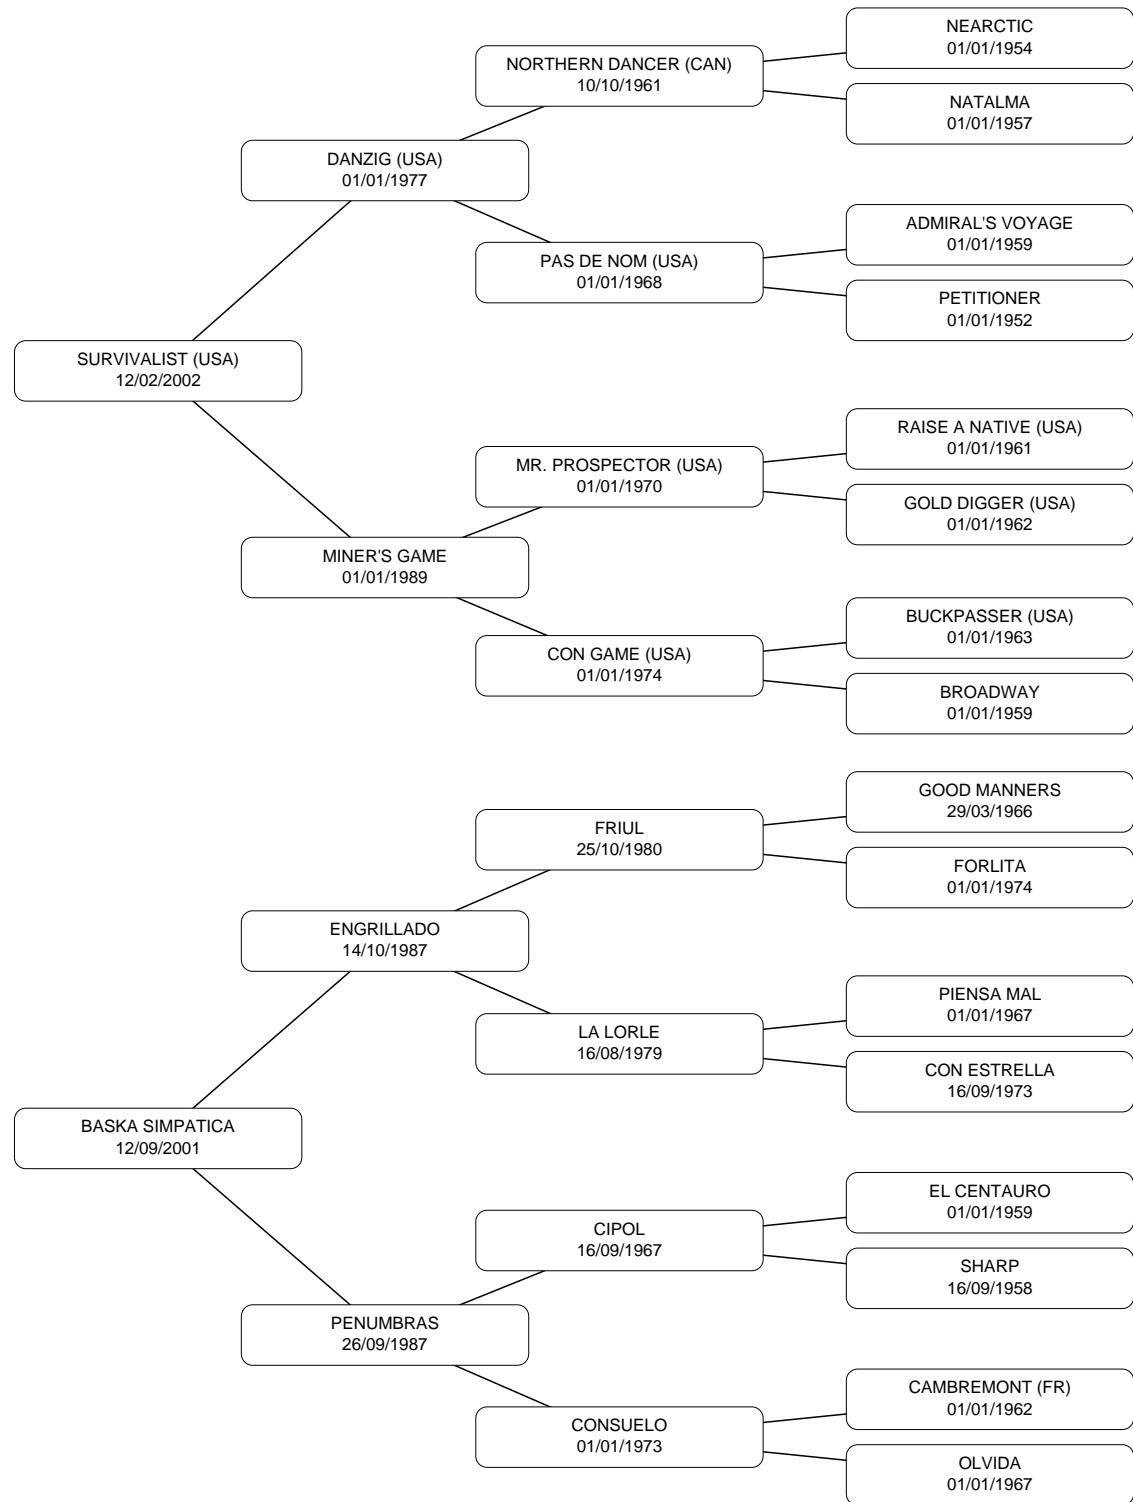 NEARCTIC
01/01/1954
NORTHERN DANCER (CAN)
10/10/1961
NATALMA
01/01/1957
DANZIG (USA)
01/01/1977
ADMIRAL'S VOYAGE
01/01/1959
PAS DE NOM (USA)
01/01/1968
PETITIONER
01/01/1952
SURVIVALIST (USA)
12/02/2002
RAISE A NATIVE (USA)
01/01/1961
MR. PROSPECTOR (USA)
01/01/1970
GOLD DIGGER (USA)
01/01/1962
MINER'S GAME
01/01/1989
BUCKPASSER (USA)
01/01/1963
CON GAME (USA)
01/01/1974
BROADWAY
01/01/1959
GOOD MANNERS
29/03/1966
FRIUL
25/10/1980
FORLITA
01/01/1974
ENGRILLADO
14/10/1987
PIENSA MAL
01/01/1967
LA LORLE
16/08/1979
CON ESTRELLA
16/09/1973
BASKA SIMPATICA
12/09/2001
EL CENTAURO
01/01/1959
CIPOL
16/09/1967
SHARP
16/09/1958
PENUMBRAS
26/09/1987
CAMBREMONT (FR)
01/01/1962
CONSUELO
01/01/1973
OLVIDA
01/01/1967